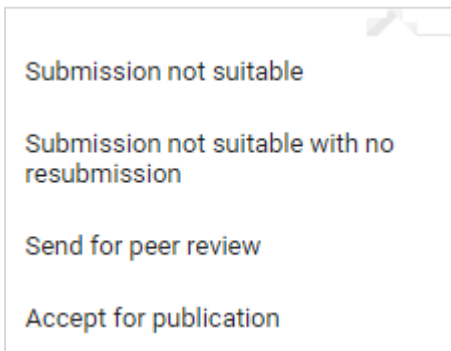 Submission not suitable
Submission not suitable with no
resubmission
Send for peer review
Accept for publication